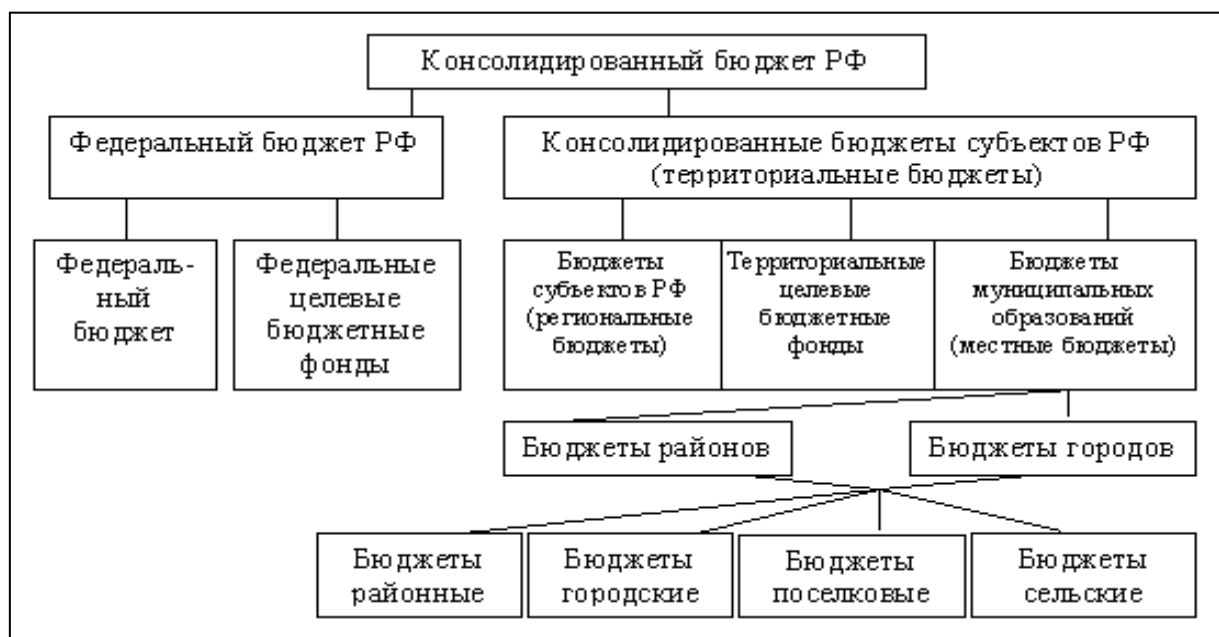 Консолидированный бюджет РФ
Федеральный бюджет РФ
Консолидированные бюджеты субъектов РФ
(территориальные бюджеты)
Федераль-
ный
бюджет
Федеральные
целевые
бюджетные
фонды
Бюджеты
субъектов РФ
(региональные
бюджеты)
Территориальные
целевые
бюджетные
фонды
Бюджеты
муниципальных
образований
(местные бюджеты)
Бюджеты районов
Бюджеты городов
Бюджеты
районные
Бюджеты
городские
Бюджеты
поселковые
Бюджеты
сельские